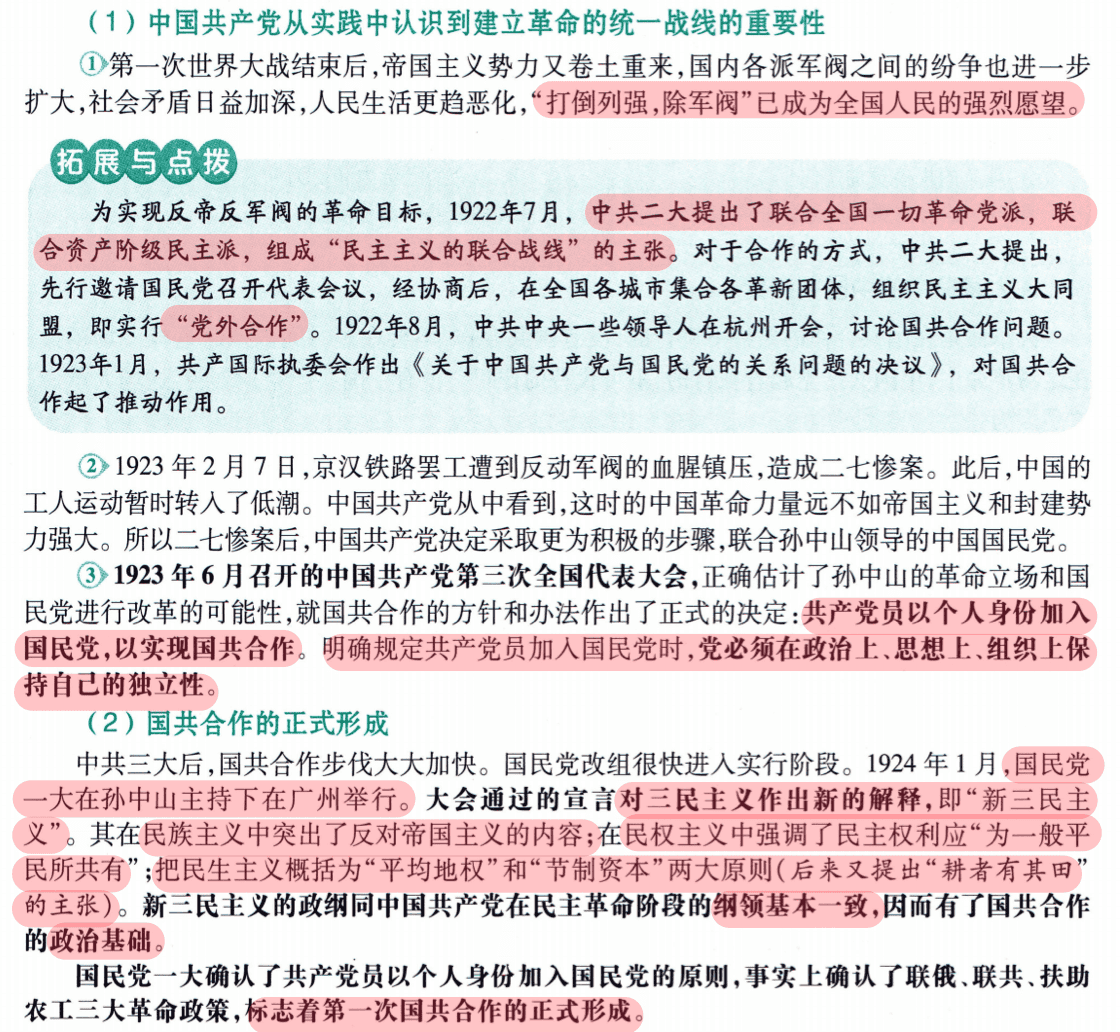 （1）中国共产党从实践中认识到建立革命的统一战线的重要性
①第一次世界大战结束后,帝国主义势力又卷土重来,国内各派军阀之间的纷争也进一步
扩大,社会矛盾日益加深,人民生活更趋恶化,“打倒列强,除军阀”已成为全国人民的强烈愿望。
拓展与点拨
为实现反帝反军阀的革命目标，1922年7月，中共二大提出了联合全国一切革命党派，联
合资产阶级民主派，组成“民主主义的联合战线”的主张。对于合作的方式，中共二大提出，
先行邀请国民党召开代表会议，经协商后，在全国各城市集合各革新团体，组织民主主义大同
盟，即实行“党外合作”。1922年8月，中共中央一些领导人在杭州开会，讨论国共合作问题。
1923年1月，共产国际执委会作出《关于中国共产党与国民党的关系问题的决议》，对国共合
作起了推动作用。
②1923 年 2 月 7 日,京汉铁路罢工遭到反动军阀的血腥镇压,造成二七惨案。此后,中国的
工人运动暂时转入了低潮。中国共产党从中看到,这时的中国革命力量远不如帝国主义和封建势
力强大。所以二七惨案后,中国共产党决定采取更为积极的步骤,联合孙中山领导的中国国民党。
③1923 年 6 月召开的中国共产党第三次全国代表大会,正确估计了孙中山的革命立场和国
民党进行改革的可能性,就国共合作的方针和办法作出了正式的决定:共产党员以个人身份加入
国民党,以实现国共合作。明确规定共产党员加入国民党时,党必须在政治上、思想上、组织上保
持自己的独立性。
（2）国共合作的正式形成
中共三大后,国共合作步伐大大加快。国民党改组很快进入实行阶段。1924 年 1 月,国民党
一大在孙中山主持下在广州举行。大会通过的宣言对三民主义作出新的解释,即“新三民主
义”。其在民族主义中突出了反对帝国主义的内容;在民权主义中强调了民主权利应“为一般平
民所共有”;把民生主义概括为“平均地权”和“节制资本”两大原则(后来又提出“耕者有其田”
的主张)。新三民主义的政纲同中国共产党在民主革命阶段的纲领基本一致,因而有了国共合作
的政治基础。
国民党一大确认了共产党员以个人身份加入国民党的原则,事实上确认了联俄、联共、扶助
农工三大革命政策,标志着第一次国共合作的正式形成。